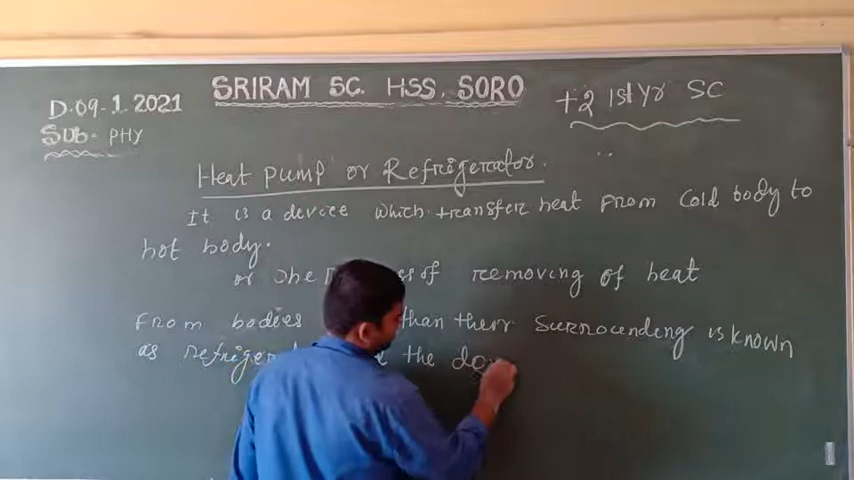 SRIRAM SC. HSS. SORO
D.09-1.2021
+2 1st Yr SC
SUB- PHY
Heat pump or Refrigerator.
It is a device which transfer heat from cold body to
hot body.
or The of removing of heat
From bodies than their Surrounding is known
as the